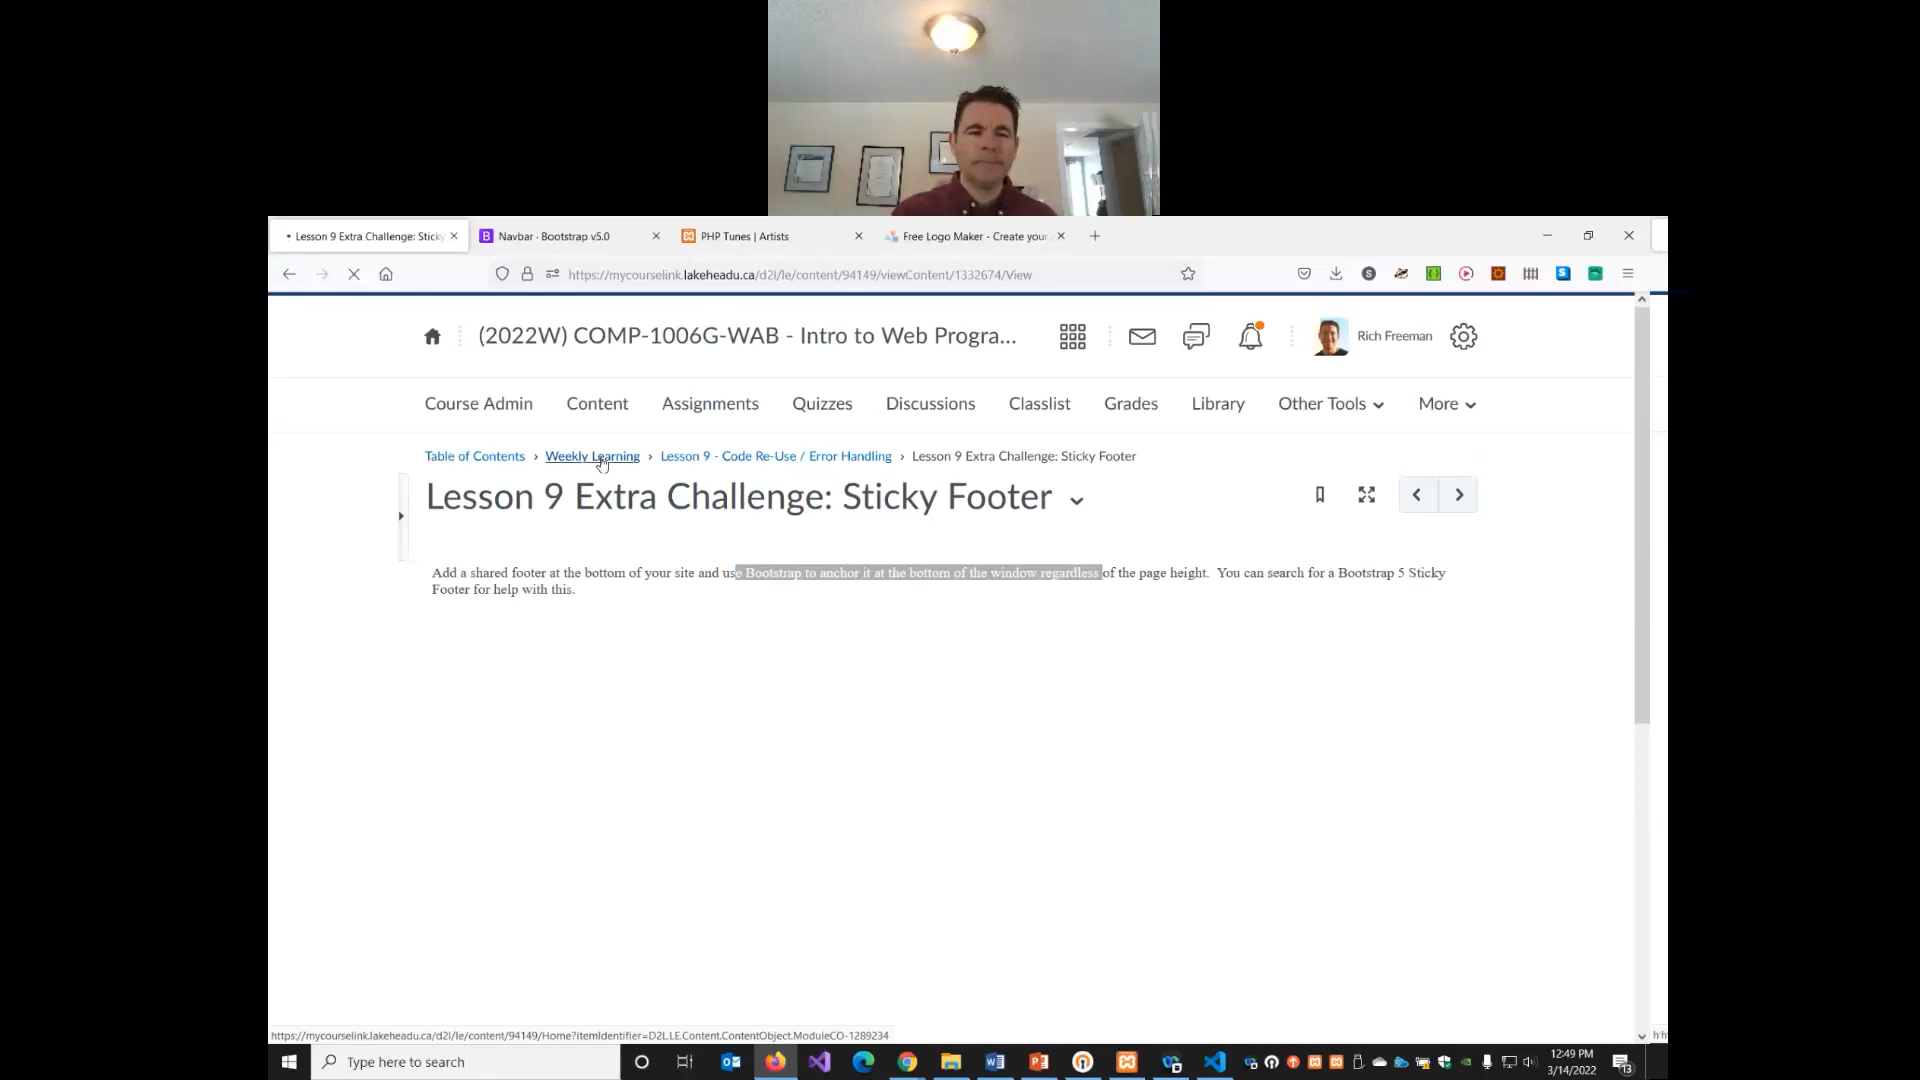 Lesson 9 Extra Challenge: Sticky
Navbar · Bootstrap v5.0
PHP Tunes | Artists
Free Logo Maker - Create your
https://mycourselink.lakeheadu.ca/d2l/le/content/94149/viewContent/1332674/View
(2022W) COMP-1006G-WAB - Intro to Web Progra...
Rich Freeman
Course Admin Content Assignments Quizzes Discussions Classlist Grades Library Other Tools More
Table of Contents › Weekly Learning › Lesson 9 - Code Re-Use / Error Handling › Lesson 9 Extra Challenge: Sticky Footer
Lesson 9 Extra Challenge: Sticky Footer
Add a shared footer at the bottom of your site and use Bootstrap to anchor it at the bottom of the window regardless of the page height. You can search for a Bootstrap 5 Sticky
Footer for help with this.
https://mycourselink.lakeheadu.ca/d2l/le/content/94149/Home?itemIdentifier=D2L.LE.Content.ContentObject.ModuleCO-1289234
Type here to search
12:49 PM
3/14/2022
13